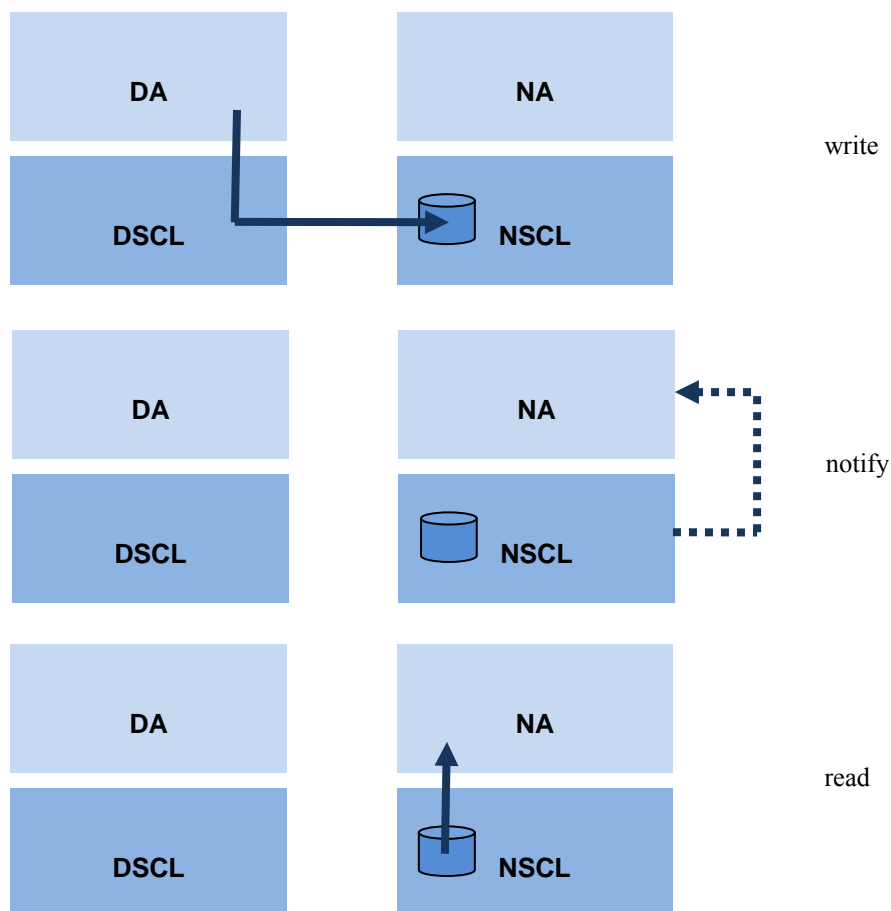 DA
NA
write
DSCL
NSCL
DA
NA
notify
DSCL
NSCL
DA
NA
read
DSCL
NSCL